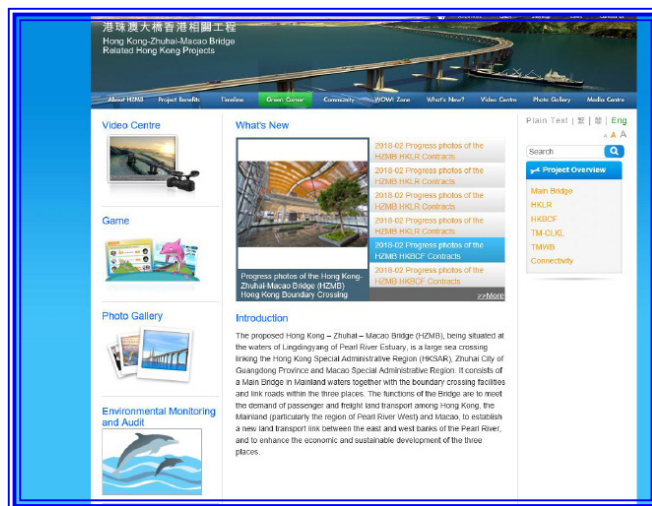 港珠澳大橋香港相關工程
Hong Kong-Zhuhai-Macao Bridge
Related Hong Kong Projects
About HZMB Project Benefits Timeline Green Corner Community WOW! Zone What's New? Video Centre Photo Gallery Media Centre
Plain Text | 繁 | 簡 | Eng
A A A
Search
Project Overview
Main Bridge
HKLR
HKBCF
TM-CLKL
TMWB
Connectivity
Video Centre
Game
Photo Gallery
Environmental Monitoring
and Audit
What's New
2018-02 Progress photos of the
HZMB HKLR Contracts
2018-02 Progress photos of the
HZMB HKLR Contracts
2018-02 Progress photos of the
HZMB HKLR Contracts
2018-02 Progress photos of the
HZMB HKLR Contracts
2018-02 Progress photos of the
HZMB HKBCF Contracts
2018-02 Progress photos of the
HZMB HKBCF Contracts
Progress photos of the Hong Kong-
Zhuhai-Macao Bridge (HZMB)
Hong Kong Boundary Crossing
>>More
Introduction
The proposed Hong Kong – Zhuhai – Macao Bridge (HZMB), being situated at
the waters of Lingdingyang of Pearl River Estuary, is a large sea crossing
linking the Hong Kong Special Administrative Region (HKSAR), Zhuhai City of
Guangdong Province and Macao Special Administrative Region. It consists of
a Main Bridge in Mainland waters together with the boundary crossing facilities
and link roads within the three places. The functions of the Bridge are to meet
the demand of passenger and freight land transport among Hong Kong, the
Mainland (particularly the region of Pearl River West) and Macao, to establish
a new land transport link between the east and west banks of the Pearl River,
and to enhance the economic and sustainable development of the three
places.